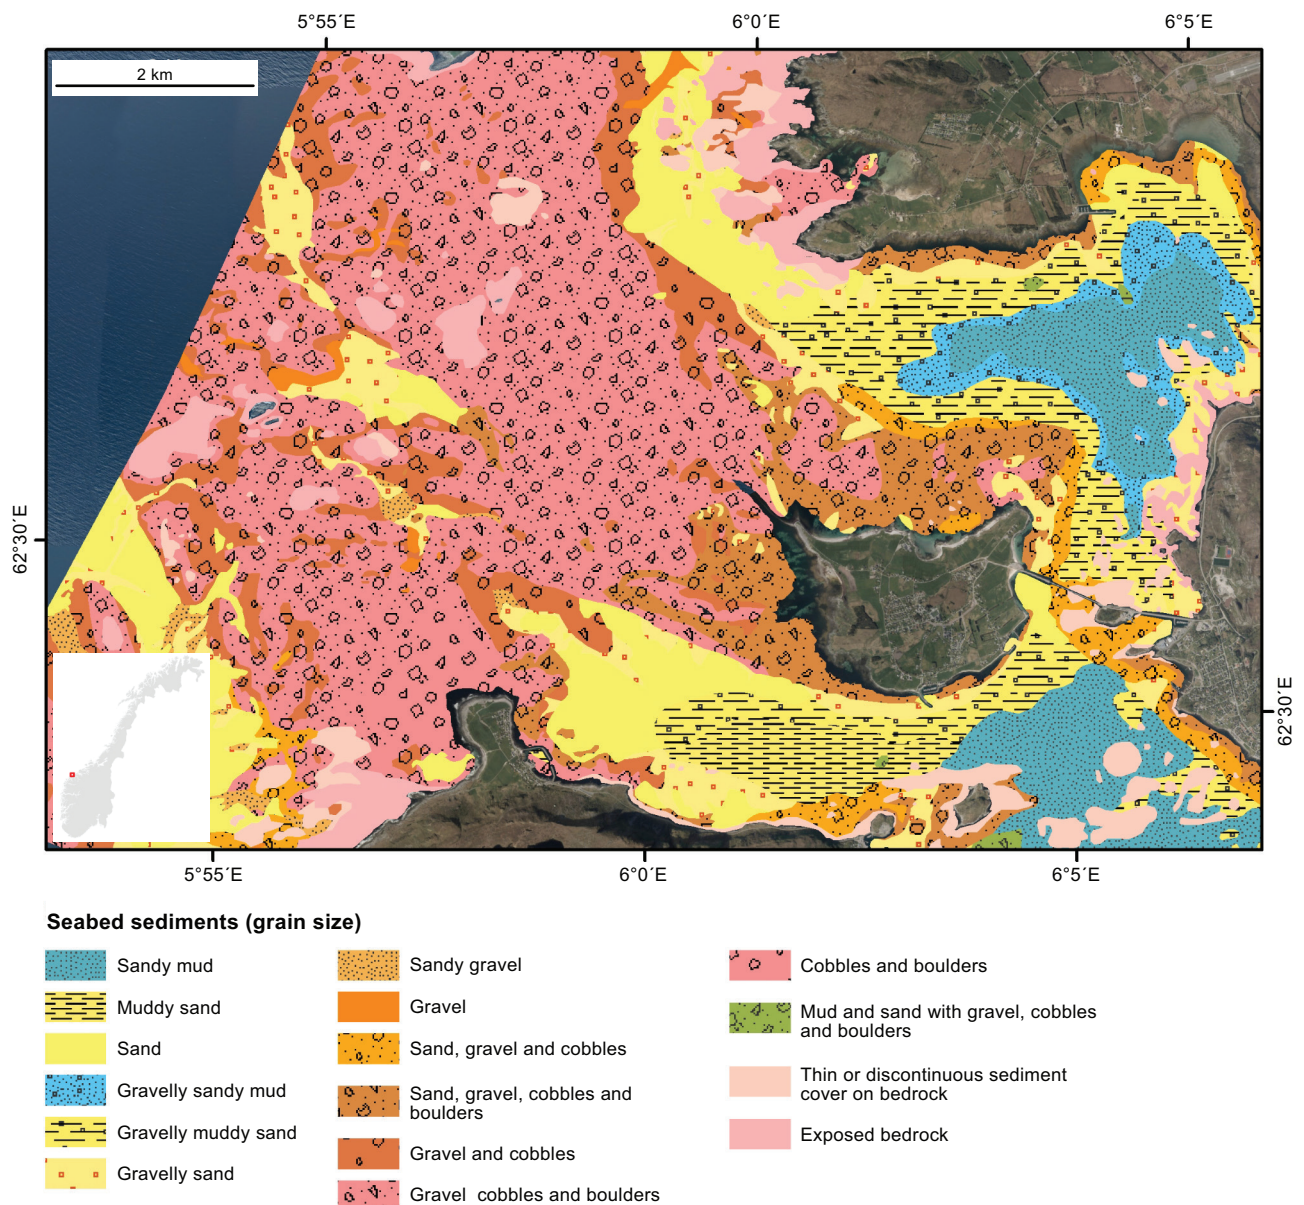 5°55´E 6°0´E 6°5´E
2 km
62°30´E
62°30´E
5°55´E 6°0´E 6°5´E
Seabed sediments (grain size)
Sandy mud
Muddy sand
Sand
Gravelly sandy mud
Gravelly muddy sand
Gravelly sand
Sandy gravel
Gravel
Sand, gravel and cobbles
Sand, gravel, cobbles and
boulders
Gravel and cobbles
Gravel cobbles and boulders
Cobbles and boulders
Mud and sand with gravel, cobbles
and boulders
Thin or discontinuous sediment
cover on bedrock
Exposed bedrock